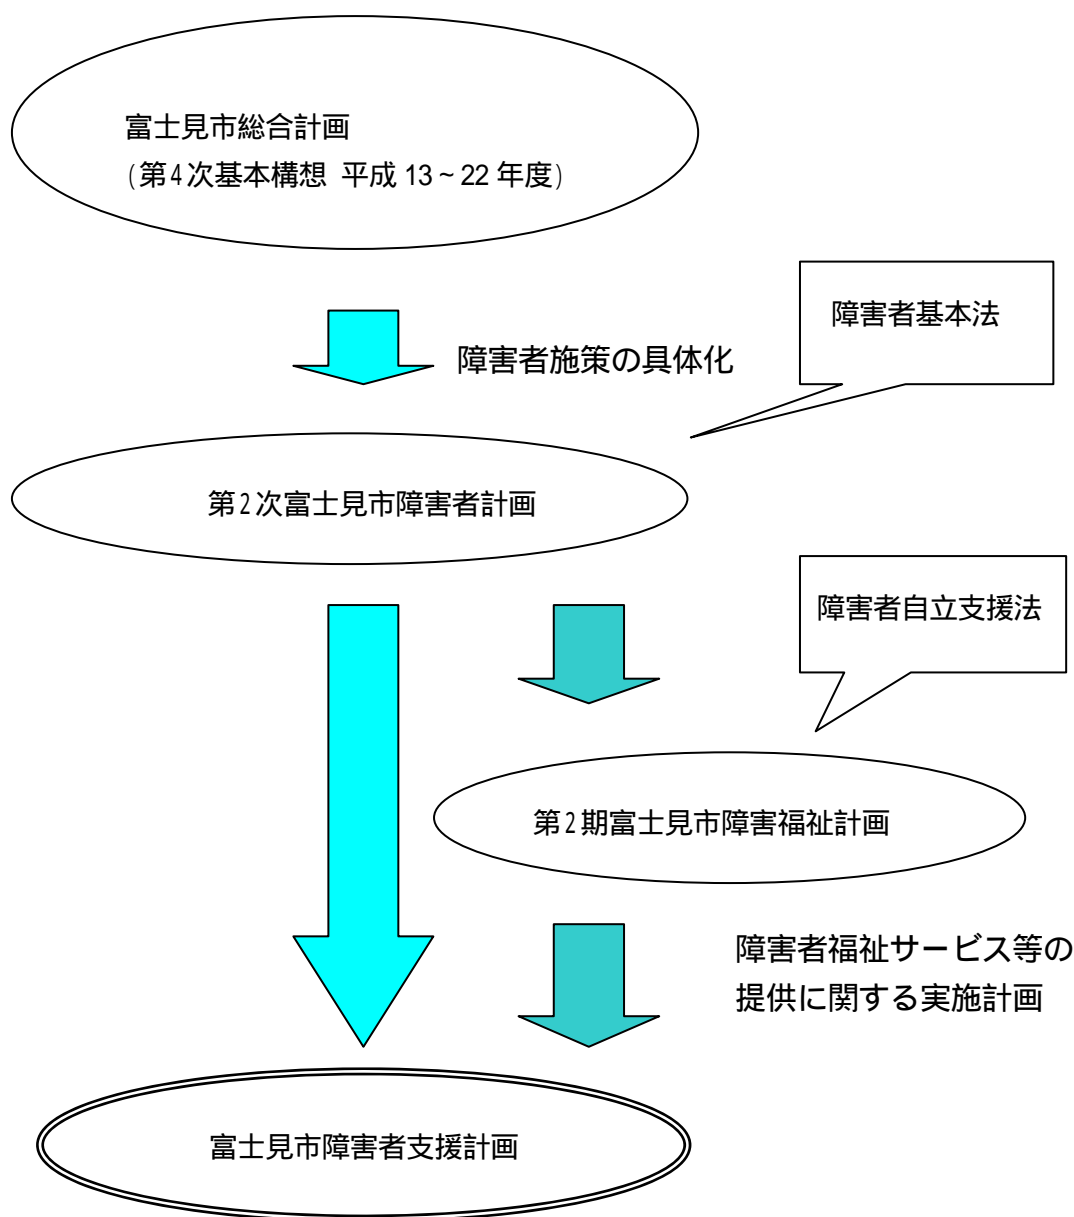 富士見市総合計画
(第4次基本構想 平成 13~22 年度)
障害者基本法
障害者施策の具体化
第2次富士見市障害者計画
障害者自立支援法
第2期富士見市障害福祉計画
障害者福祉サービス等の
提供に関する実施計画
富士見市障害者支援計画